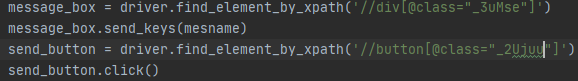 message_box = driver.find_element_by_xpath('//div[@class="_3uMse"]')
message_box.send_keys(mesname)
send_button = driver.find_element_by_xpath('//button[@class="_2Ujuu"]')
send_button.click()